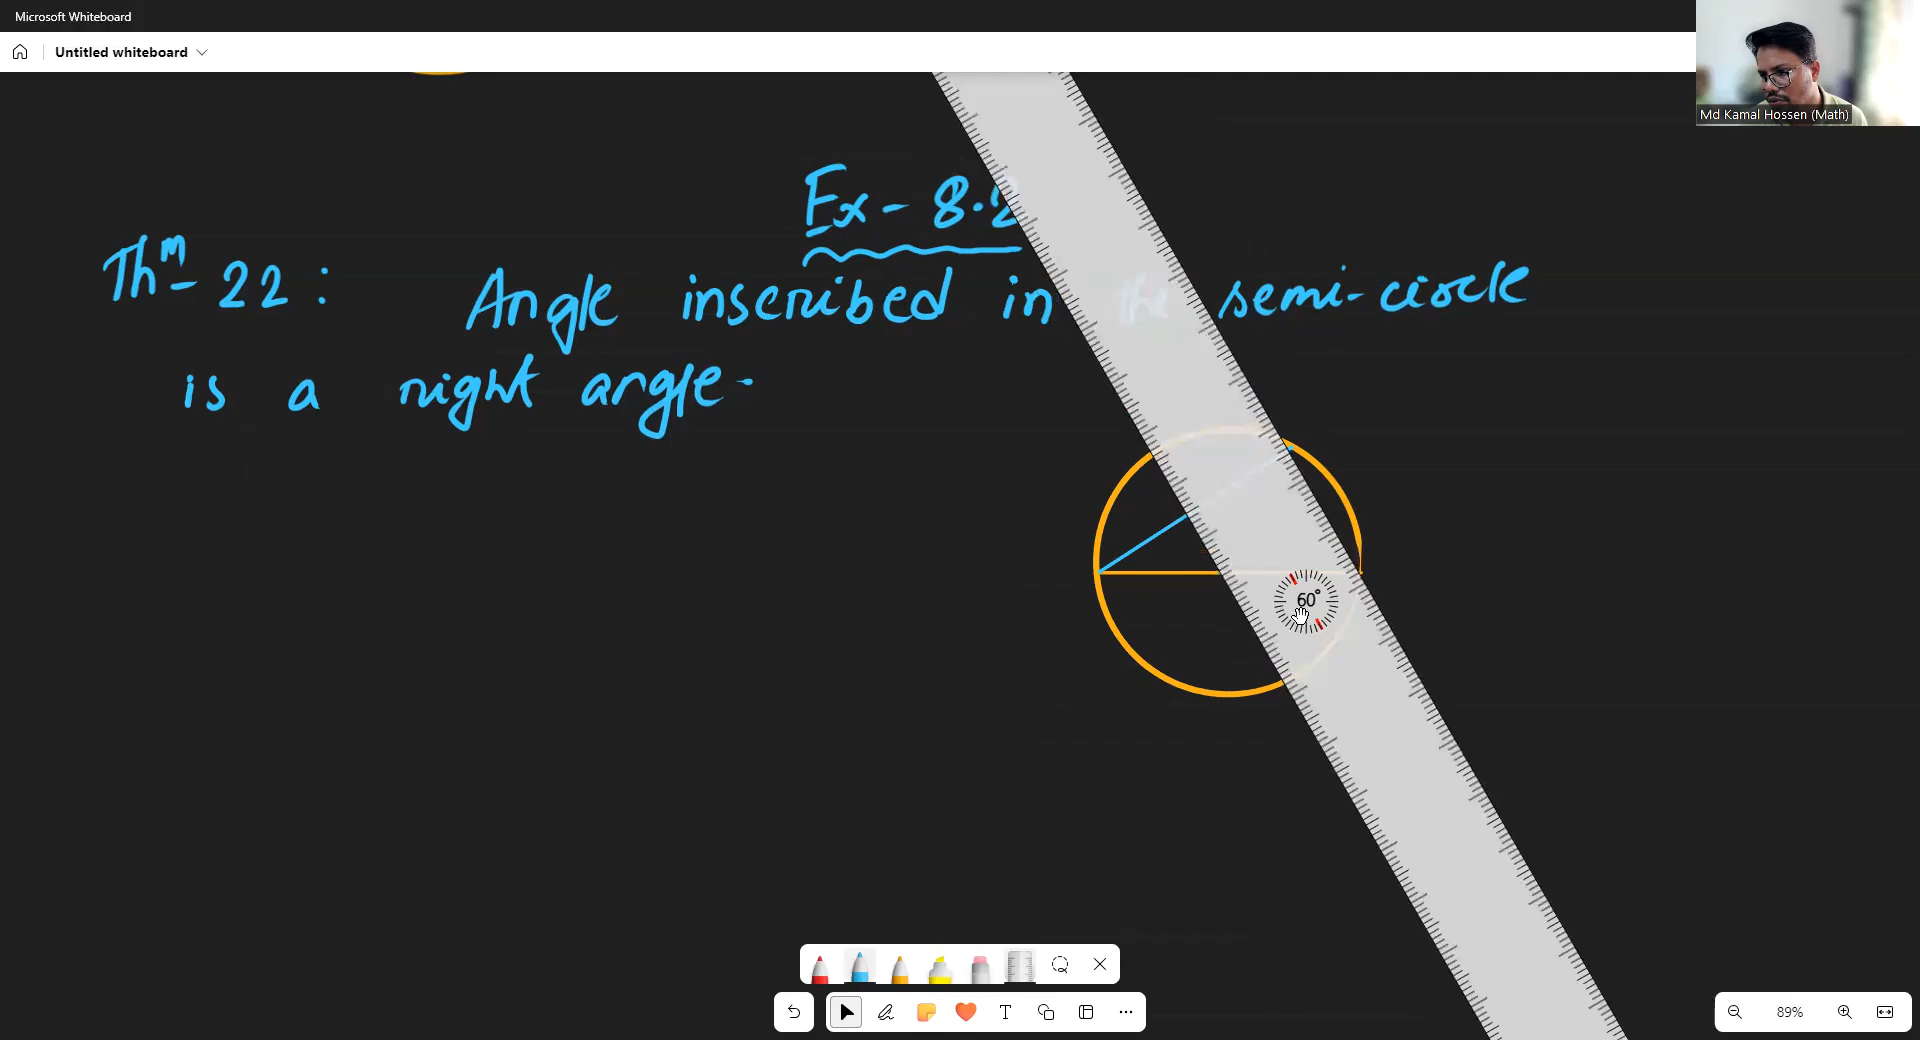 Microsoft Whiteboard
Untitled whiteboard
Md Kamal Hossen (Math)
Ex - 8.2
Thm - 22 : Angle inscribed in the semi-circle
is a right angle.
60°
T
89%